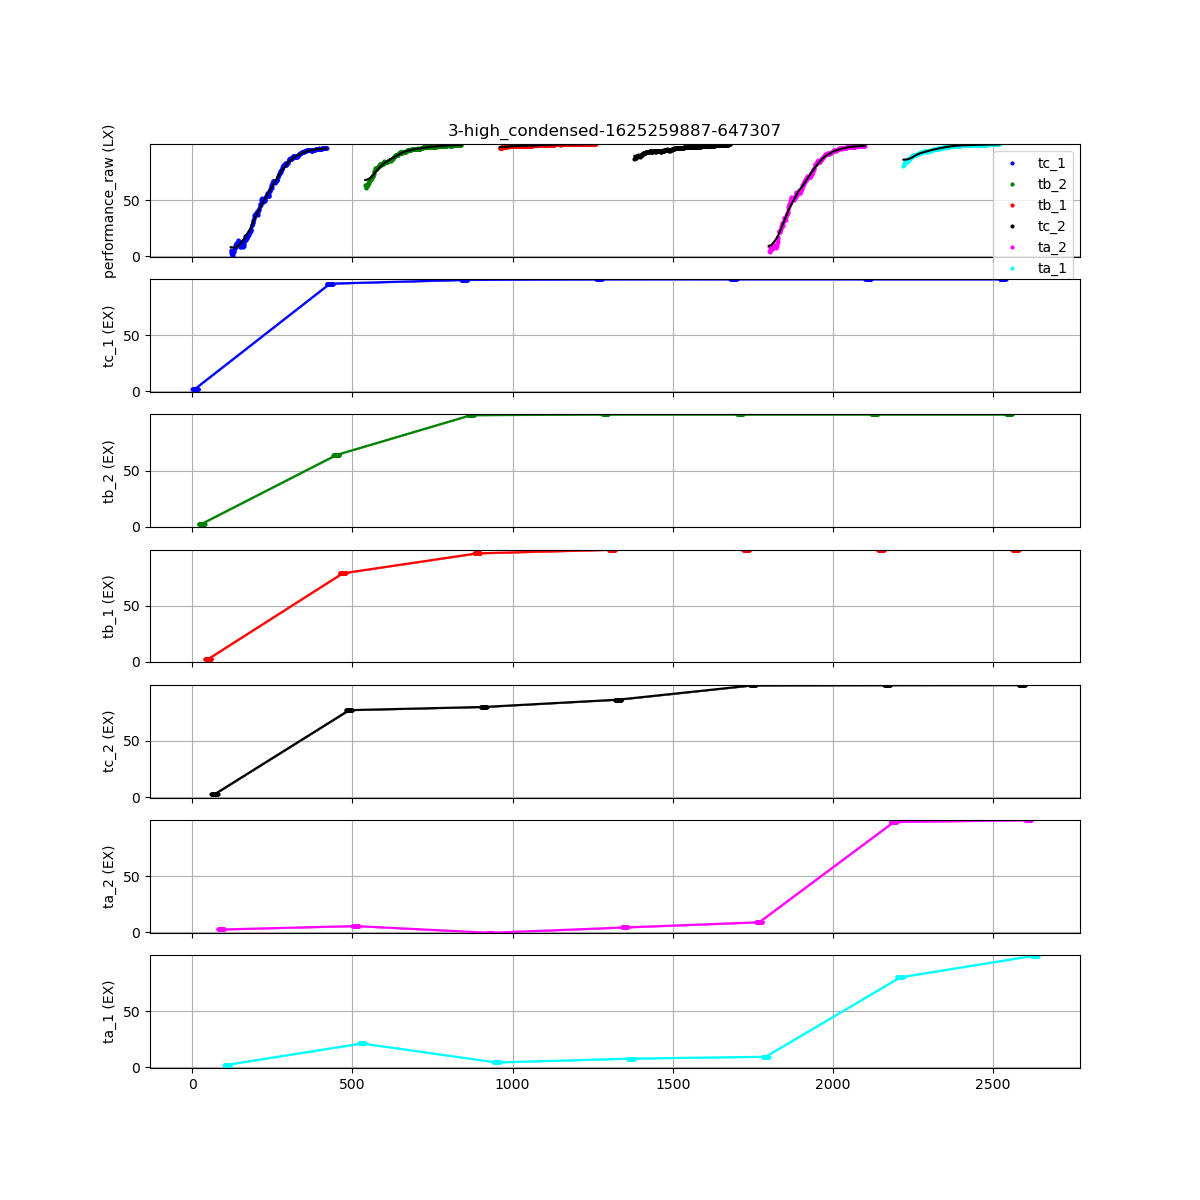 3-high_condensed-1625259887-647307
performance_raw (LX)
50
0
tc_1
tb_2
tb_1
tc_2
ta_2
ta_1
tc_1 (EX)
50
0
tb_2 (EX)
50
0
tb_1 (EX)
50
0
tc_2 (EX)
50
0
ta_2 (EX)
50
0
ta_1 (EX)
50
0
0 500 1000 1500 2000 2500